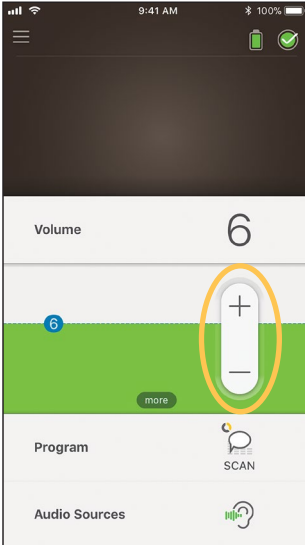 9:41 AM 100%
Volume 6
6
more
Program
SCAN
Audio Sources